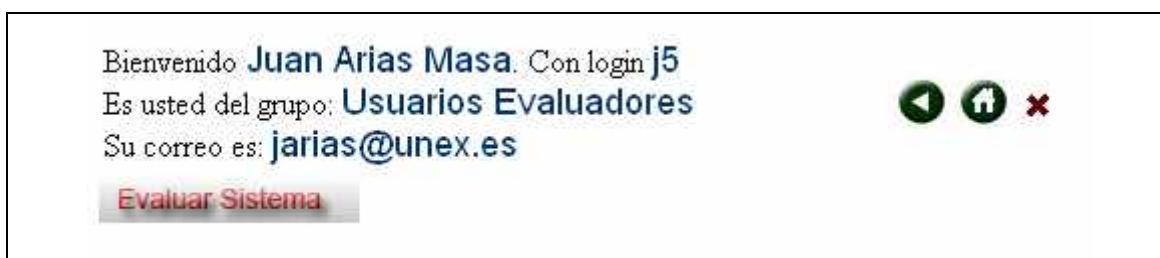 Bienvenido Juan Arias Masa. Con login j5
Es usted del grupo: Usuarios Evaluadores
Su correo es: jarias@unex.es
Evaluar Sistema